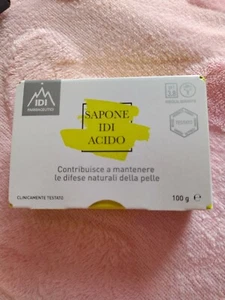 IDI
FARMACEUTICI
SAPONE
IDI
ACIDO
Contribuisce a mantenere
le difese naturali della pelle
CLINICAMENTE TESTATO
100 g e